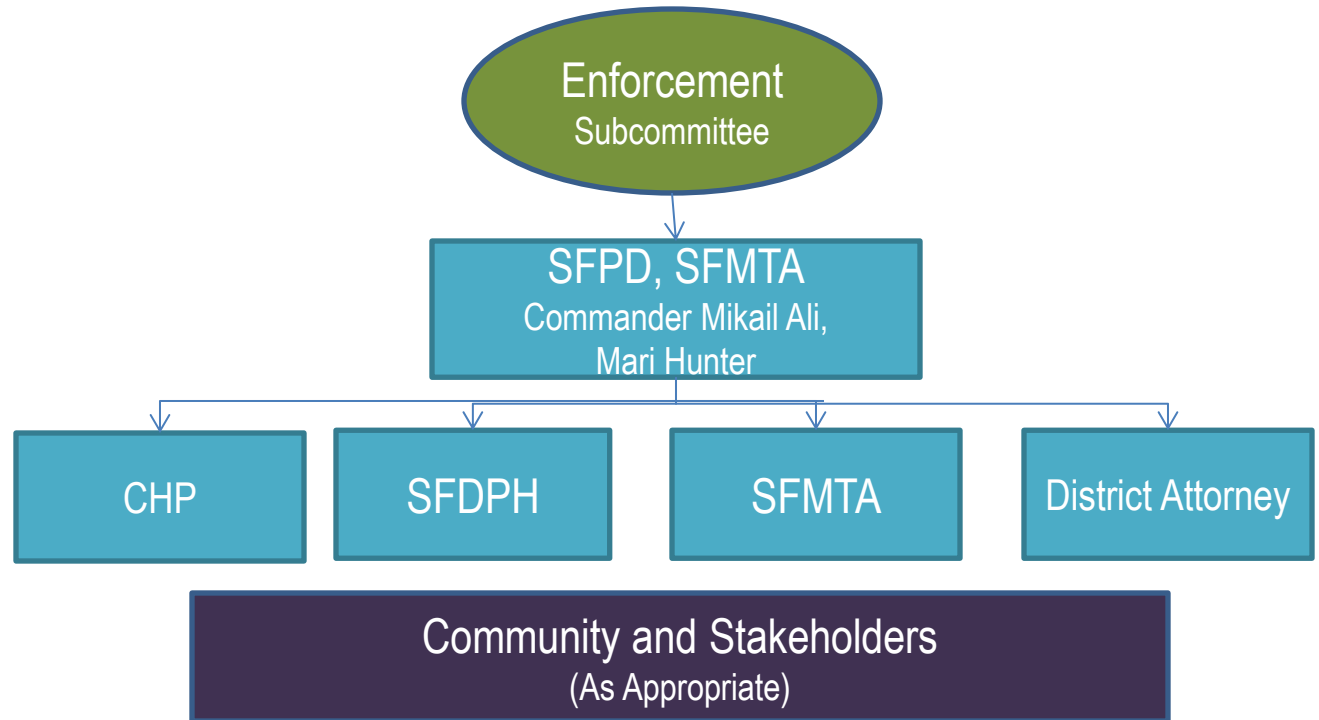 Enforcement
Subcommittee
SFPD, SFMTA
Commander Mikail Ali,
Mari Hunter
CHP
SFDPH
SFMTA
District Attorney
Community and Stakeholders
(As Appropriate)